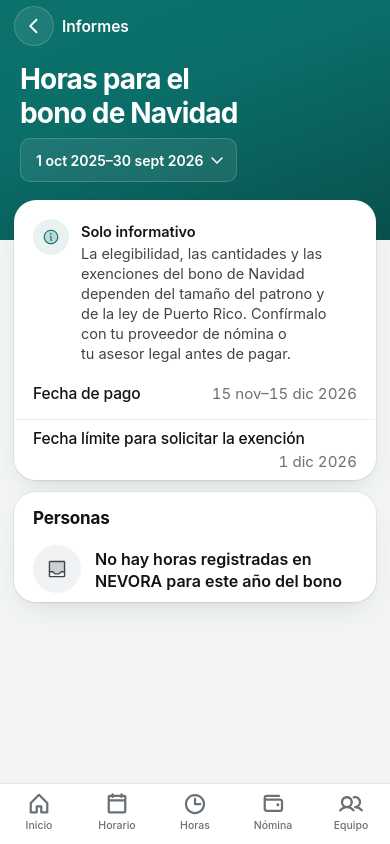 Informes
Horas para el
bono de Navidad
1 oct 2025–30 sept 2026
Solo informativo
La elegibilidad, las cantidades y las
exenciones del bono de Navidad
dependen del tamaño del patrono y
de la ley de Puerto Rico. Confírmalo
con tu proveedor de nómina o
tu asesor legal antes de pagar.
Fecha de pago 15 nov–15 dic 2026
Fecha límite para solicitar la exención
1 dic 2026
Personas
No hay horas registradas en
NEVORA para este año del bono
Inicio Horario Horas Nómina Equipo